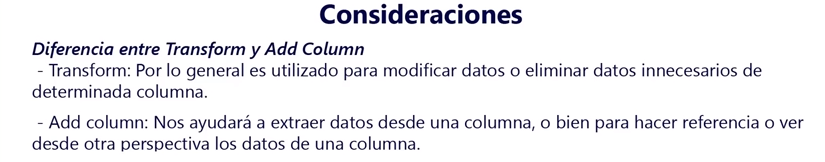 Consideraciones
Diferencia entre Transform y Add Column
- Transform: Por lo general es utilizado para modificar datos o eliminar datos innecesarios de
determinada columna.
- Add column: Nos ayudará a extraer datos desde una columna, o bien para hacer referencia o ver
desde otra perspectiva los datos de una columna.